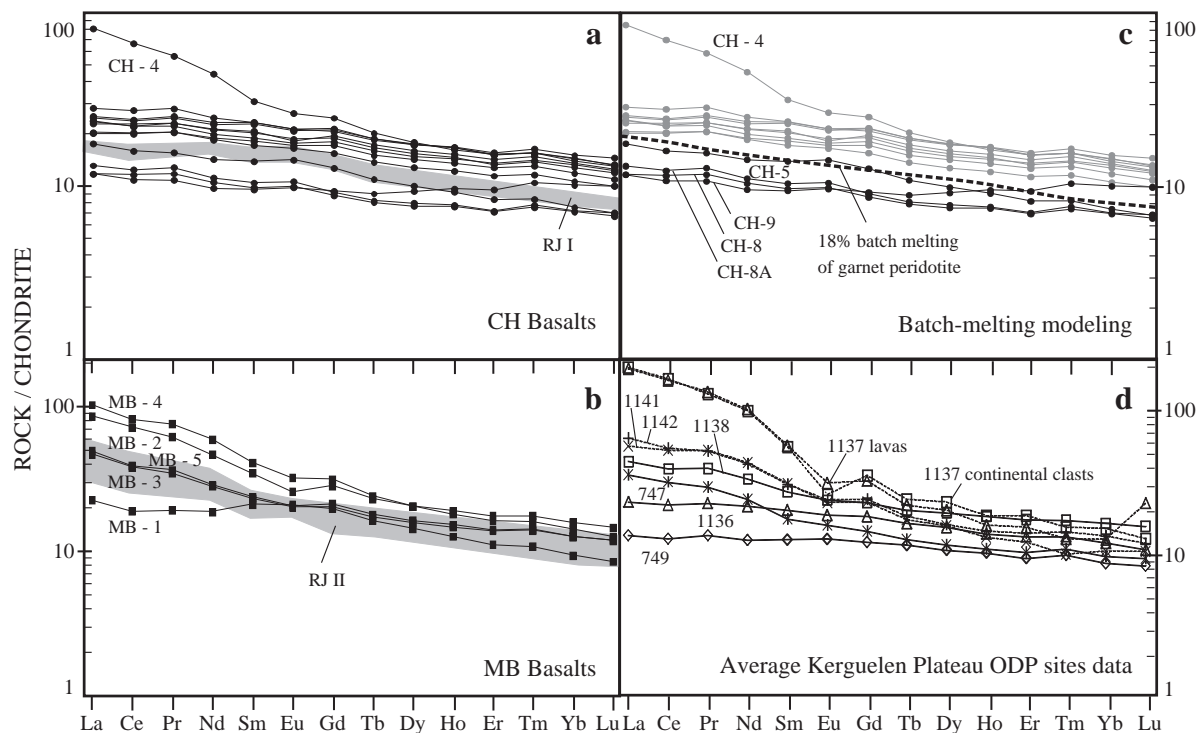 ROCK / CHONDRITE
100
10
1
a
CH - 4
RJ I
CH Basalts
c
CH - 4
CH-5
CH-9
CH-8
CH-8A
18% batch melting
of garnet peridotite
Batch-melting modeling
100
10
1
100
10
1
b
MB - 4
MB - 2
MB - 5
MB - 3
MB - 1
RJ II
MB Basalts
d
1141
1142
1138
1137 lavas
1137 continental clasts
747
1136
749
Average Kerguelen Plateau ODP sites data
100
10
1
La Ce Pr Nd Sm Eu Gd Tb Dy Ho Er Tm Yb Lu
La Ce Pr Nd Sm Eu Gd Tb Dy Ho Er Tm Yb Lu